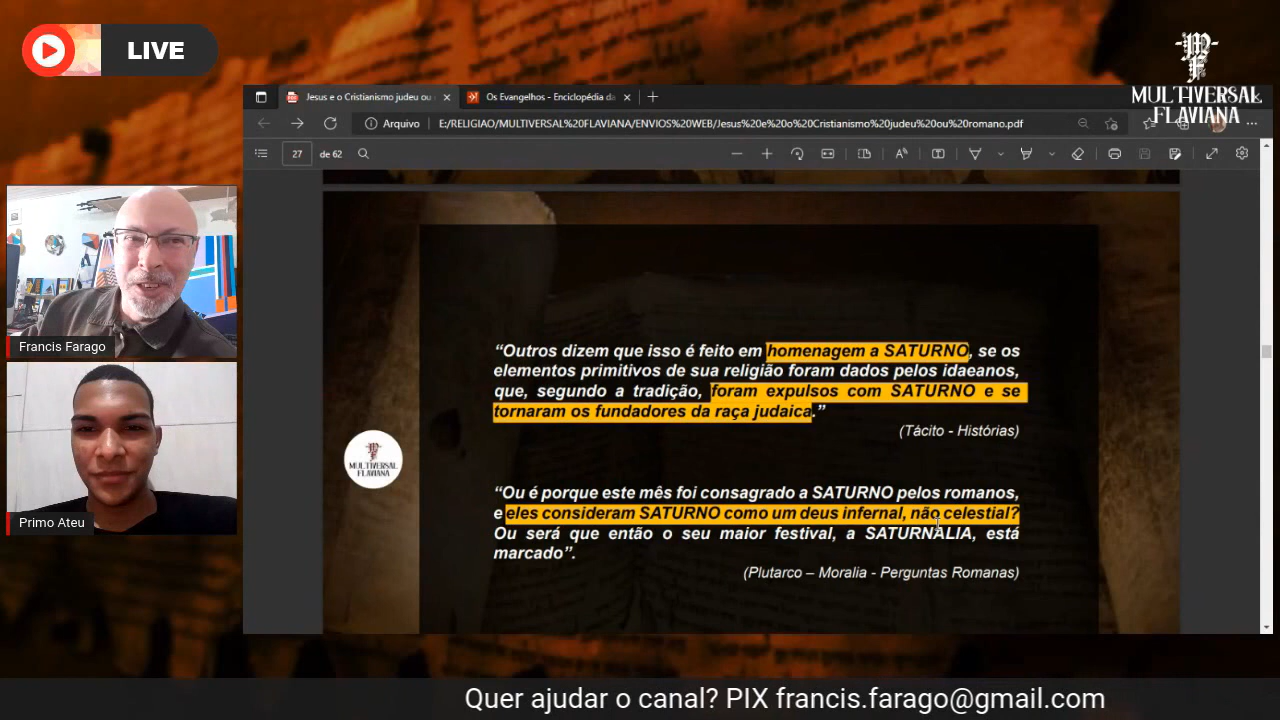 LIVE
MULTIVERSAL
FLAVIANA
Jesus e o Cristianismo judeu ou
Os Evangelhos - Enciclopédia da
Arquivo
E:/RELIGIAO/MULTIVERSAL%20FLAVIANA/ENVIOS%20WEB/Jesus%20e%20o%20Cristianismo%20judeu%20ou%20romano.pdf
27 de 62
“Outros dizem que isso é feito em homenagem a SATURNO, se os
elementos primitivos de sua religião foram dados pelos idaeanos,
que, segundo a tradição, foram expulsos com SATURNO e se
tornaram os fundadores da raça judaica.”
(Tácito - Histórias)
MULTIVERSAL
FLAVIANA
“Ou é porque este mês foi consagrado a SATURNO pelos romanos,
e eles consideram SATURNO como um deus infernal, não celestial?
Ou será que então o seu maior festival, a SATURNALIA, está
marcado”.
(Plutarco – Moralia - Perguntas Romanas)
Francis Farago
Primo Ateu
Quer ajudar o canal? PIX francis.farago@gmail.com